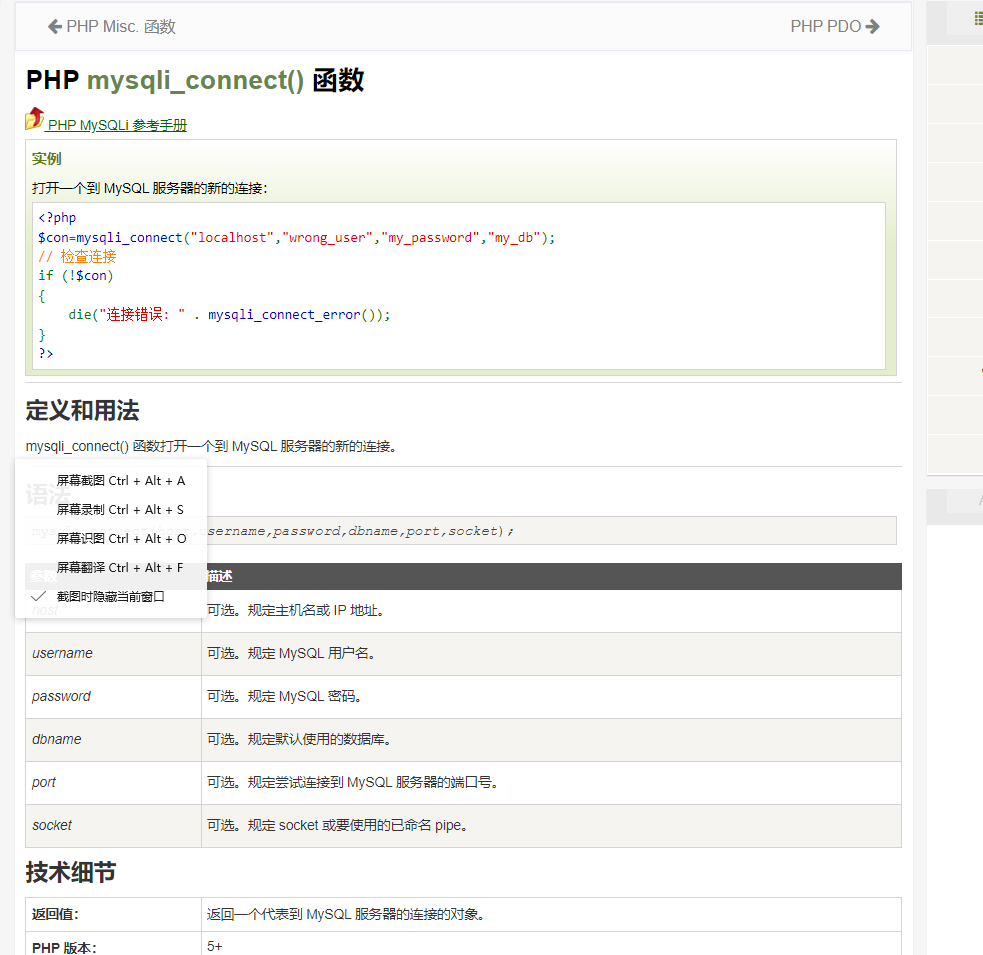 PHP Misc. 函数
PHP PDO
PHP mysqli_connect() 函数
PHP MySQLi 参考手册
实例
打开一个到 MySQL 服务器的新的连接：
<?php
$con=mysqli_connect("localhost","wrong_user","my_password","my_db");
// 检查连接
if (!$con)
{
die("连接错误: " . mysqli_connect_error());
}
?>
定义和用法
mysqli_connect() 函数打开一个到 MySQL 服务器的新的连接。
屏幕截图 Ctrl + Alt + A
语法
屏幕录制 Ctrl + Alt + S
username,password,dbname,port,socket);
屏幕识图 Ctrl + Alt + O
屏幕翻译 Ctrl + Alt + F
参数 描述
截图时隐藏当前窗口
host 可选。规定主机名或 IP 地址。
username 可选。规定 MySQL 用户名。
password 可选。规定 MySQL 密码。
dbname 可选。规定默认使用的数据库。
port 可选。规定尝试连接到 MySQL 服务器的端口号。
socket 可选。规定 socket 或要使用的已命名 pipe。
技术细节
返回值： 返回一个代表到 MySQL 服务器的连接的对象。
PHP 版本： 5+